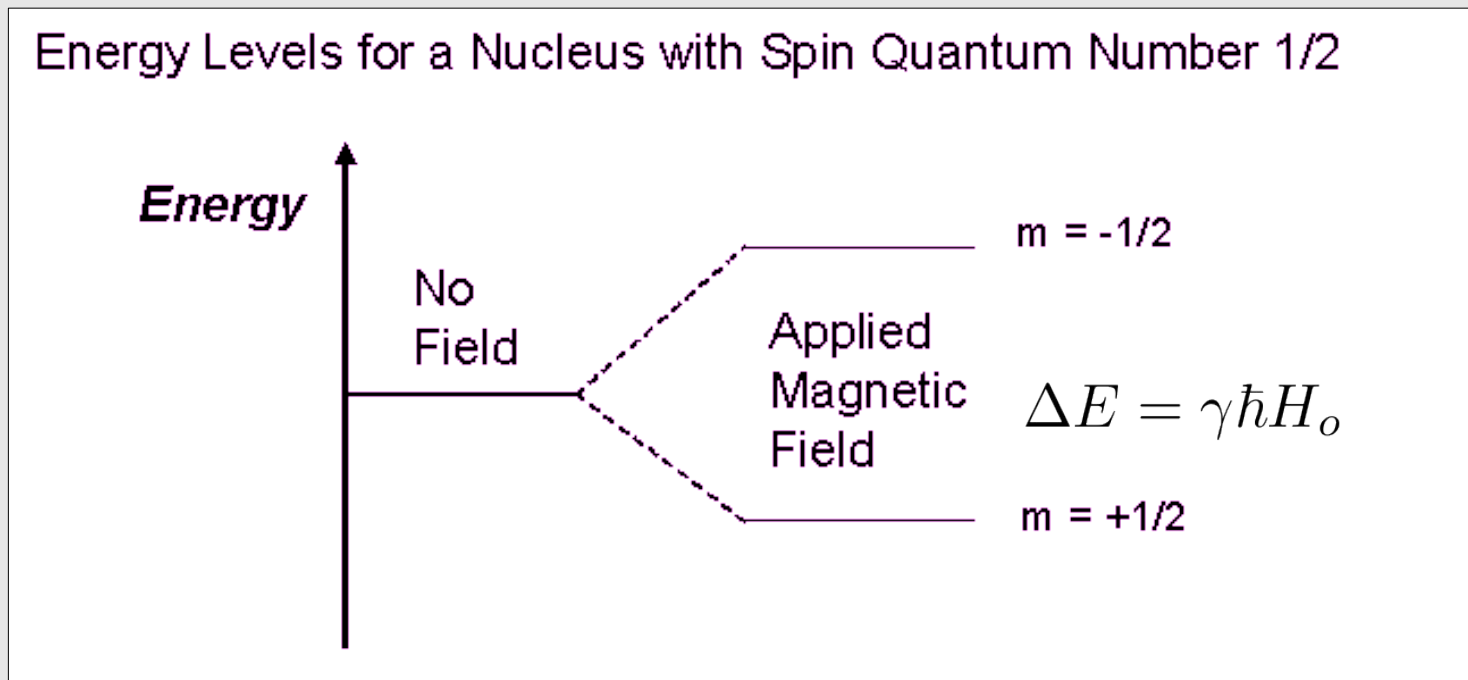 Energy Levels for a Nucleus with Spin Quantum Number 1/2
Energy
No
Field
m = -1/2
Applied
Magnetic
Field
ΔE = γħH₀
m = +1/2